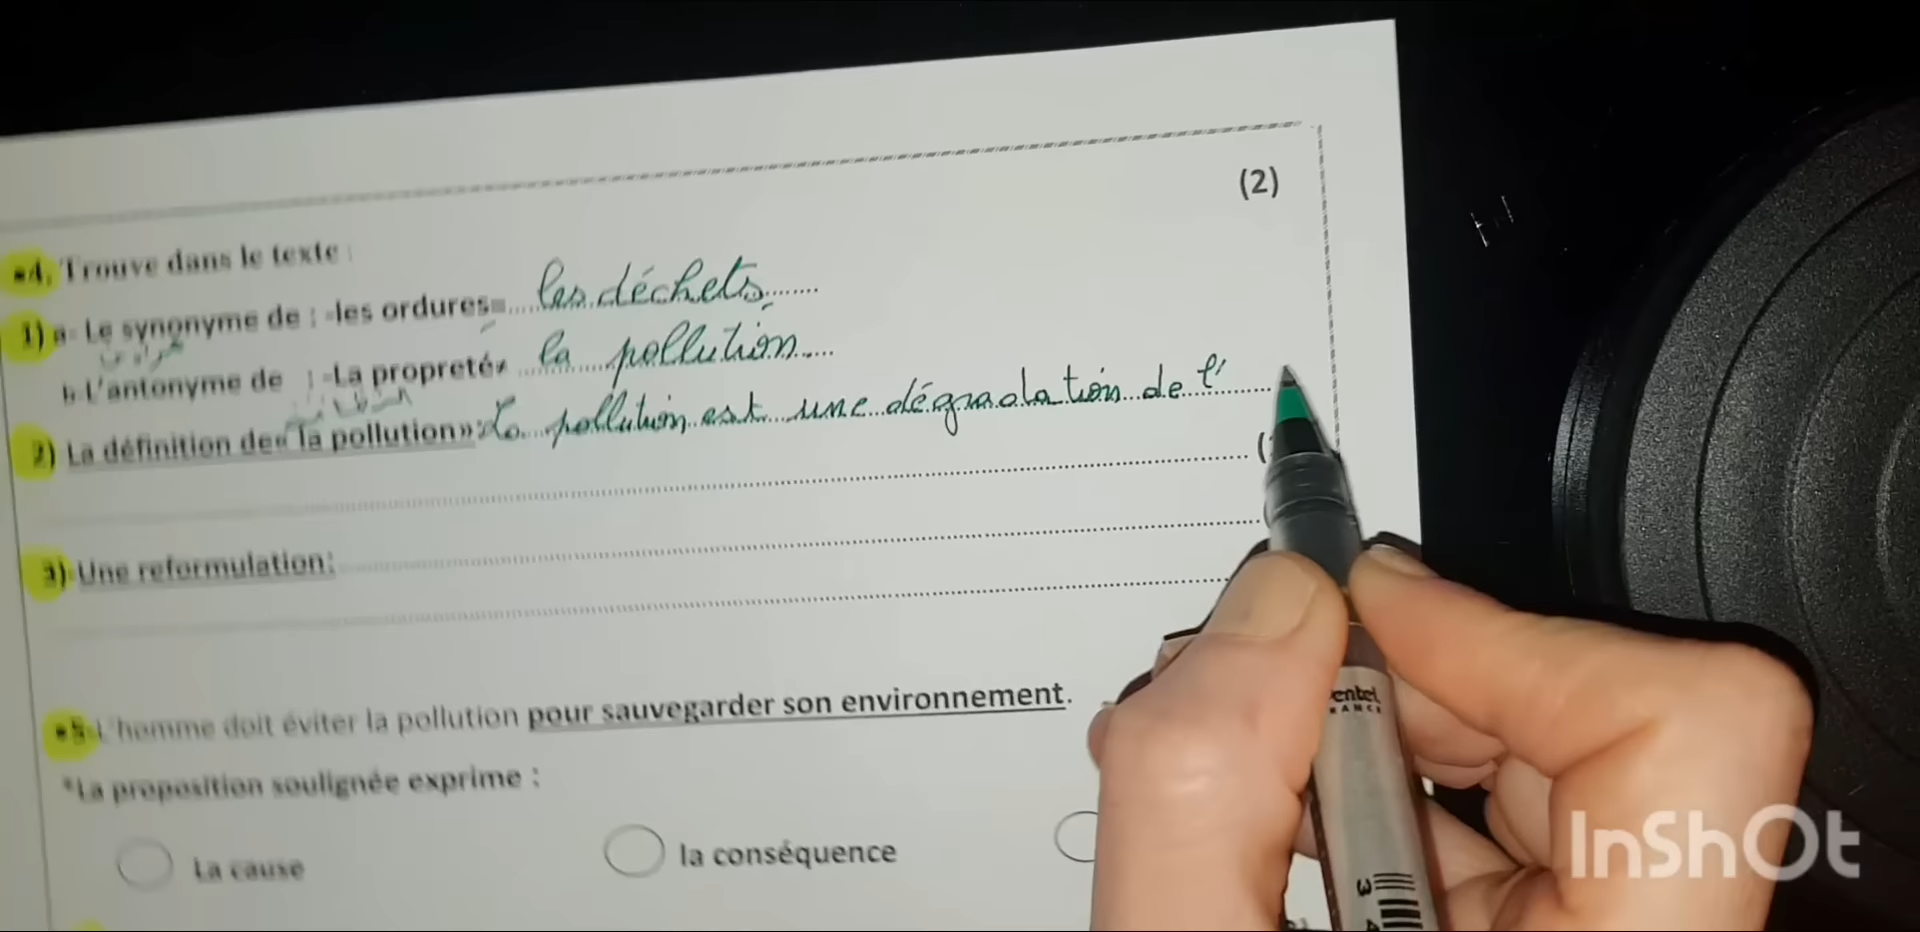 (2)
•4. Trouve dans le texte :
1) a- Le synonyme de : -les ordures= les déchets
b-L'antonyme de : -La propreté≠ la pollution
2) La définition de« la pollution»: La pollution est une dégradation de l'
3) Une reformulation:
•5-L'homme doit éviter la pollution pour sauvegarder son environnement.
*La proposition soulignée exprime :
La cause la conséquence
entel
InShOt